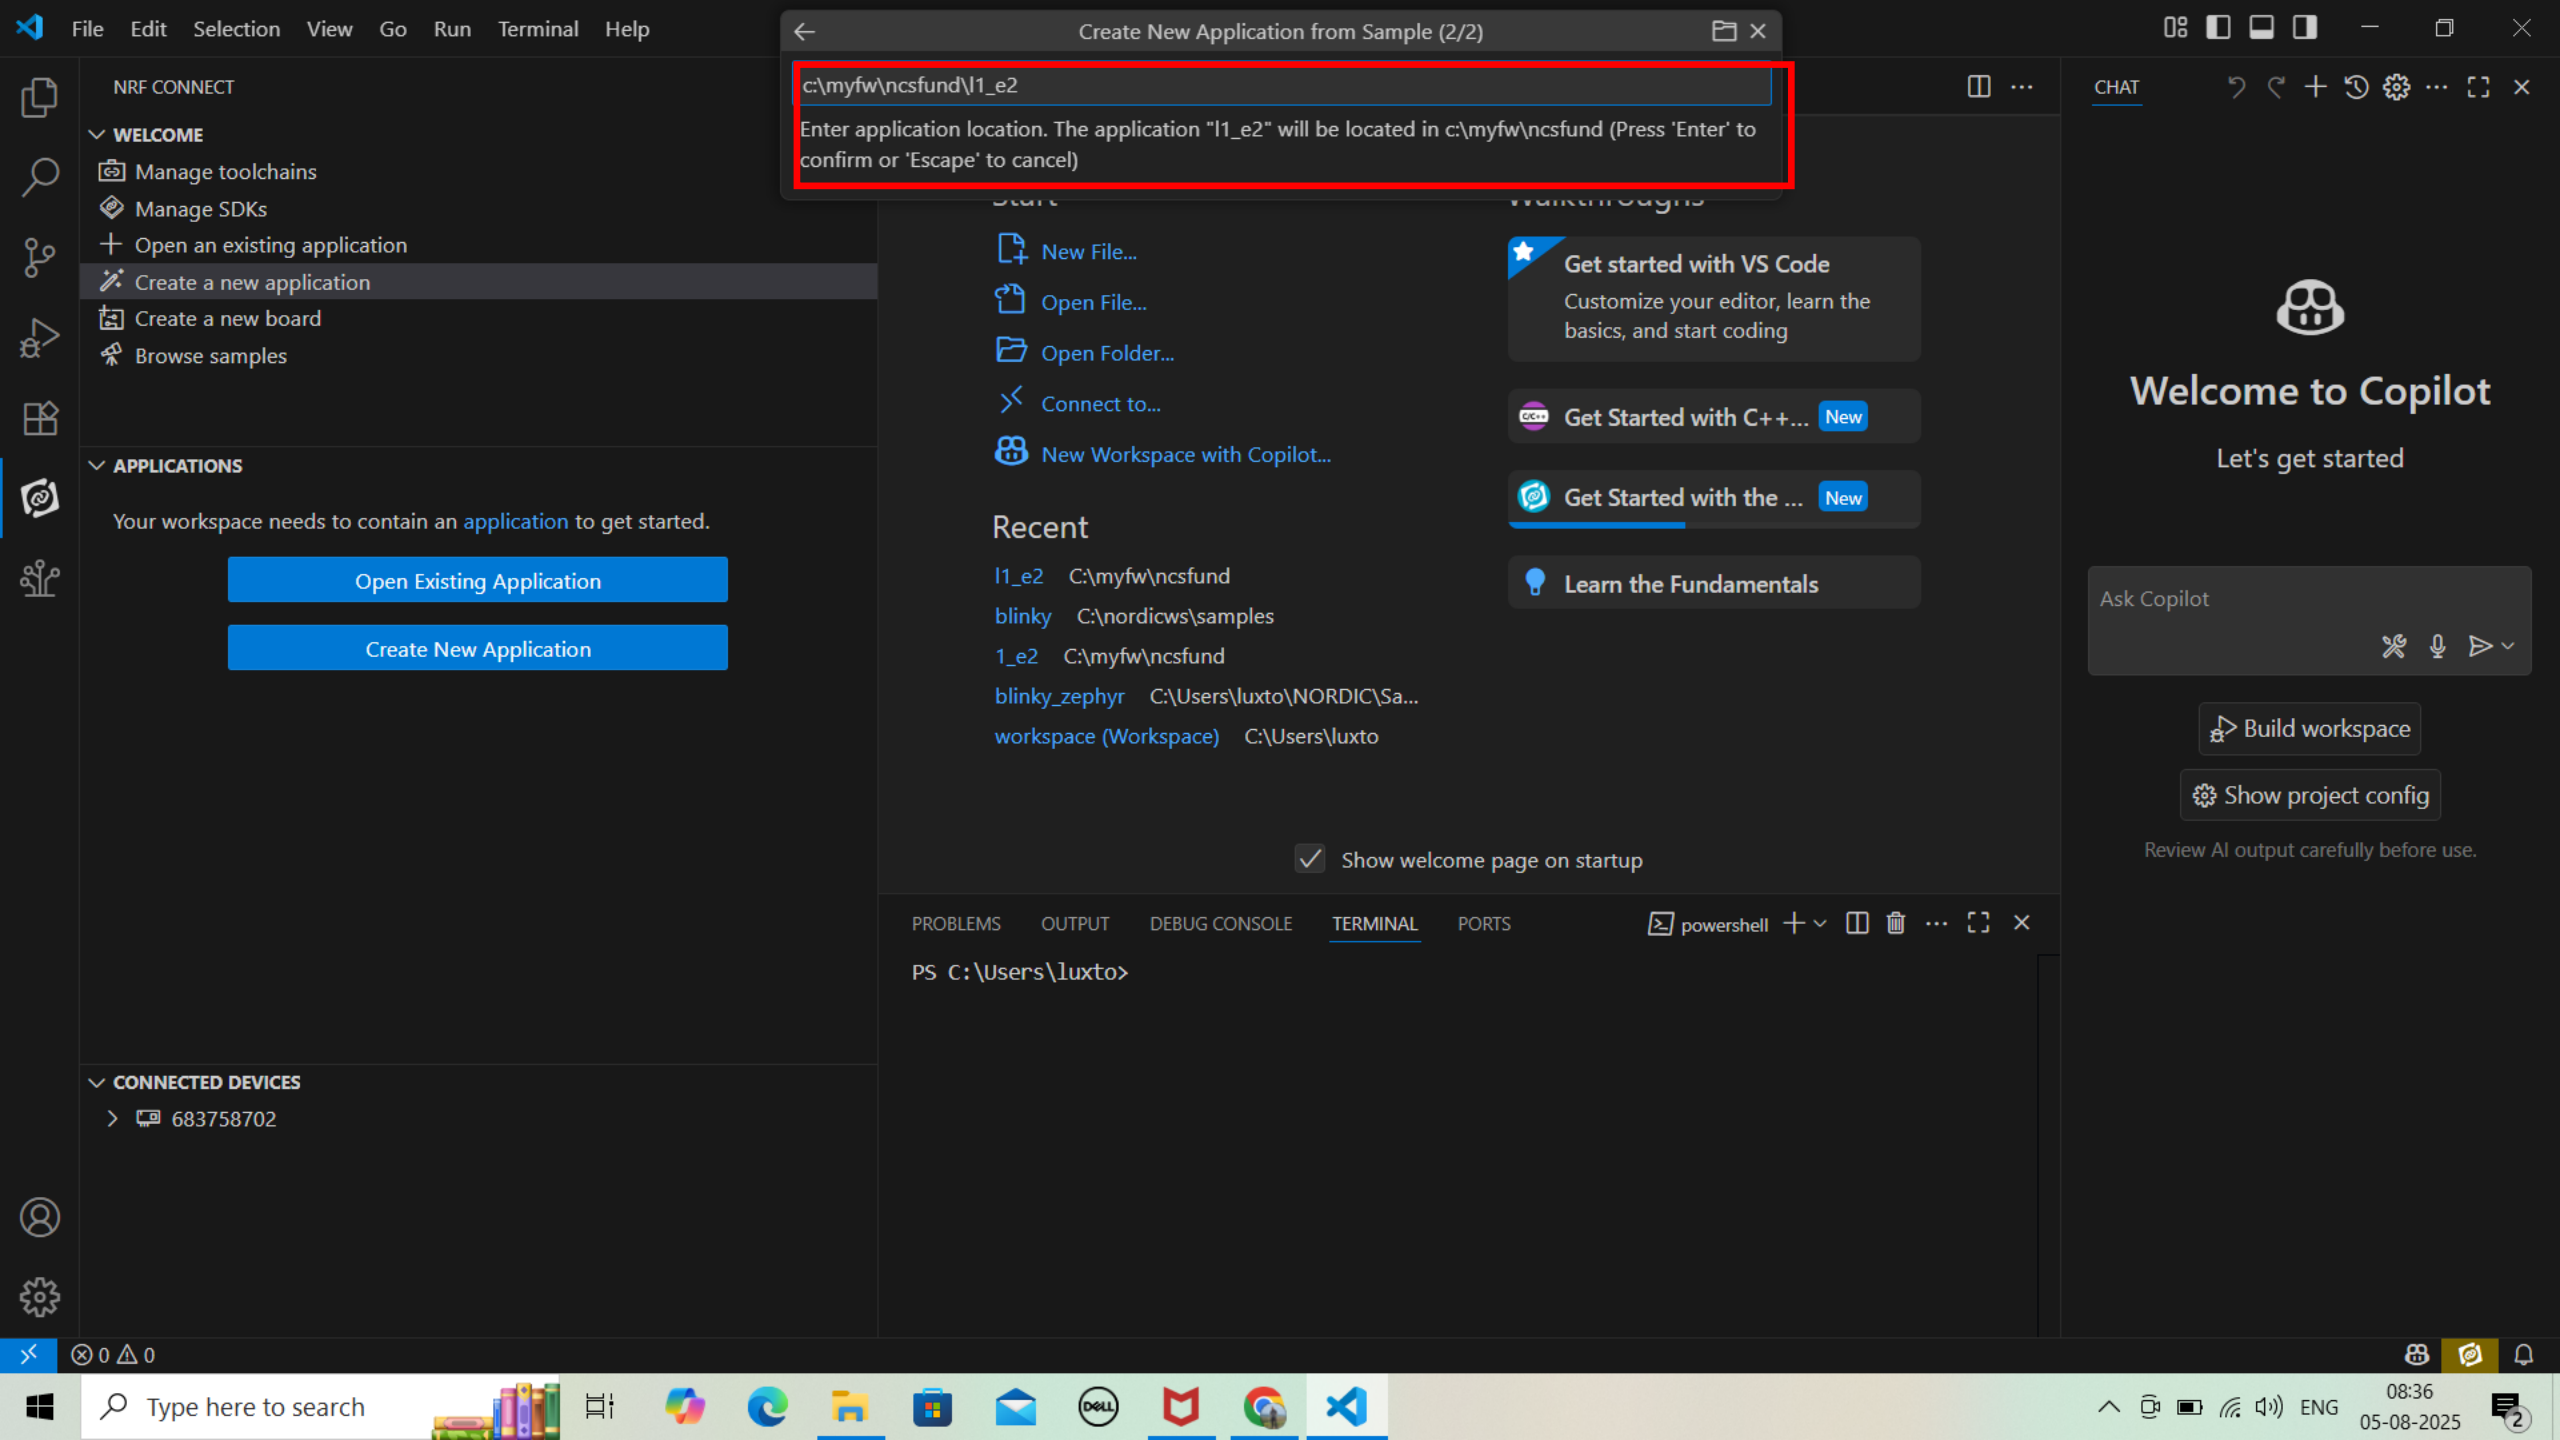 File Edit Selection View Go Run Terminal Help
Create New Application from Sample (2/2)
c:\myfw\ncsfund\l1_e2
Enter application location. The application "l1_e2" will be located in c:\myfw\ncsfund (Press 'Enter' to
confirm or 'Escape' to cancel)
NRF CONNECT
WELCOME
Manage toolchains
Manage SDKs
Open an existing application
Create a new application
Create a new board
Browse samples
APPLICATIONS
Your workspace needs to contain an application to get started.
Open Existing Application
Create New Application
CONNECTED DEVICES
683758702
Start
New File...
Open File...
Open Folder...
Connect to...
New Workspace with Copilot...
Recent
l1_e2 C:\myfw\ncsfund
blinky C:\nordicws\samples
1_e2 C:\myfw\ncsfund
blinky_zephyr C:\Users\luxto\NORDIC\Sa...
workspace (Workspace) C:\Users\luxto
Walkthroughs
Get started with VS Code
Customize your editor, learn the
basics, and start coding
C/C++
Get Started with C++... New
Get Started with the ... New
Learn the Fundamentals
Show welcome page on startup
PROBLEMS OUTPUT DEBUG CONSOLE TERMINAL PORTS
powershell
PS C:\Users\luxto>
CHAT
Welcome to Copilot
Let's get started
Ask Copilot
Build workspace
Show project config
Review AI output carefully before use.
0 0
Type here to search
DELL
ENG
08:36
05-08-2025
2